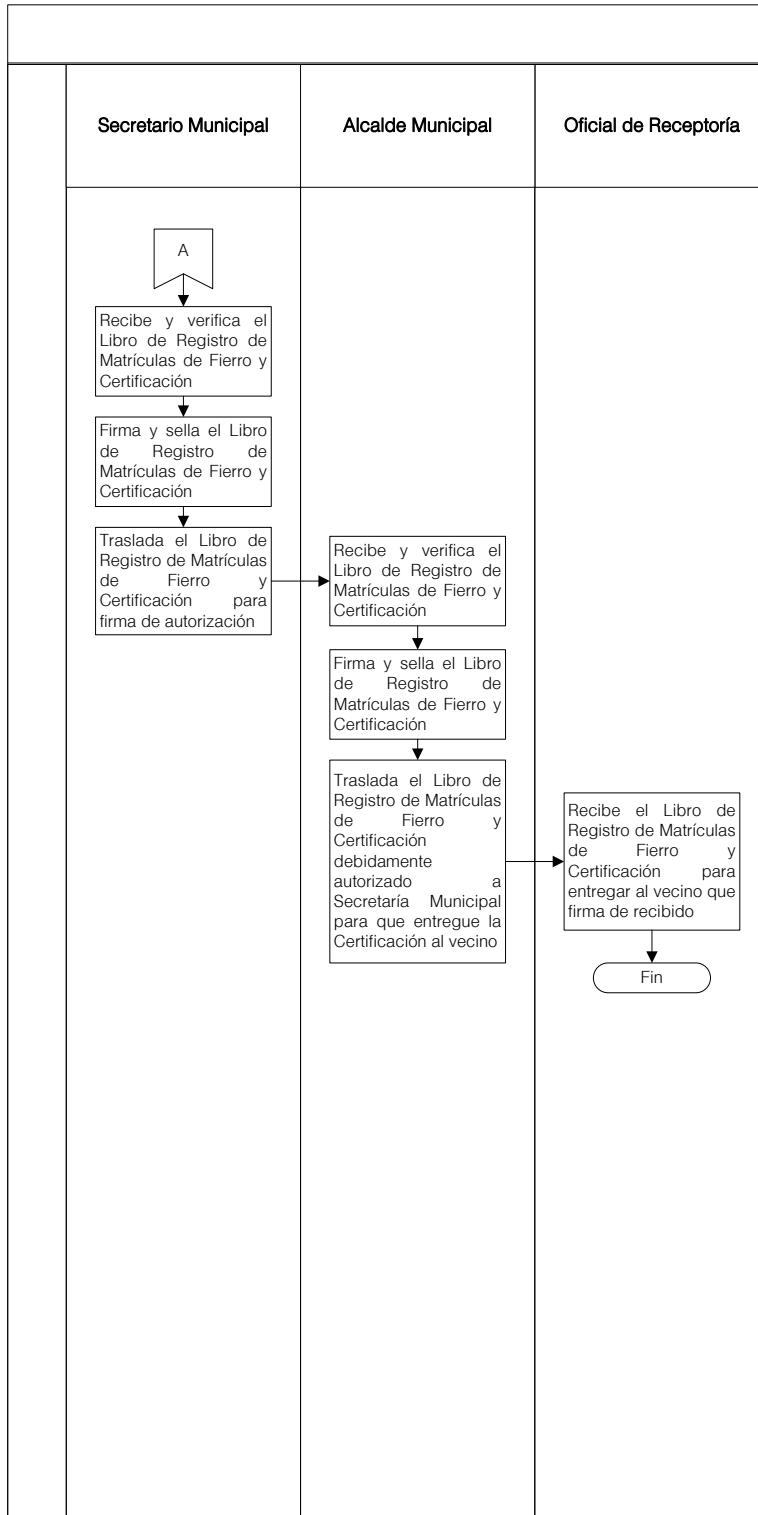 Secretario Municipal
Alcalde Municipal
Oficial de Receptoría
A
Recibe y verifica el
Libro de Registro de
Matrículas de Fierro y
Certificación
Firma y sella el Libro
de Registro de
Matrículas de Fierro y
Certificación
Traslada el Libro de
Registro de Matrículas
de Fierro y
Certificación para
firma de autorización
Recibe y verifica el
Libro de Registro de
Matrículas de Fierro y
Certificación
Firma y sella el Libro
de Registro de
Matrículas de Fierro y
Certificación
Traslada el Libro de
Registro de Matrículas
de Fierro y
Certificación
debidamente
autorizado a
Secretaría Municipal
para que entregue la
Certificación al vecino
Recibe el Libro de
Registro de Matrículas
de Fierro y
Certificación para
entregar al vecino que
firma de recibido
Fin